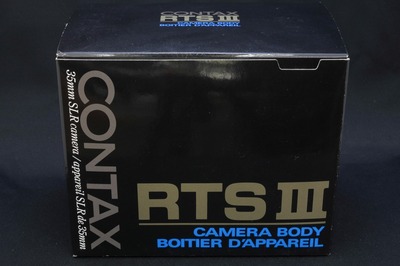 CONTAX
RTS III
CAMERA BODY
BOITIER D'APPAREIL
CONTAX
35mm SLR camera / appareil SLR de 35mm
RTS III
CAMERA BODY
BOITIER D'APPAREIL